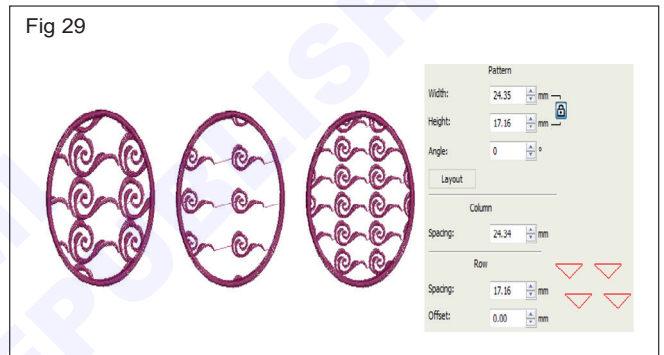 Fig 29
Pattern
Width: 24.35 mm
Height: 17.16 mm
Angle: 0 °
Layout
Column
Spacing: 24.34 mm
Row
Spacing: 17.16 mm
Offset: 0.00 mm